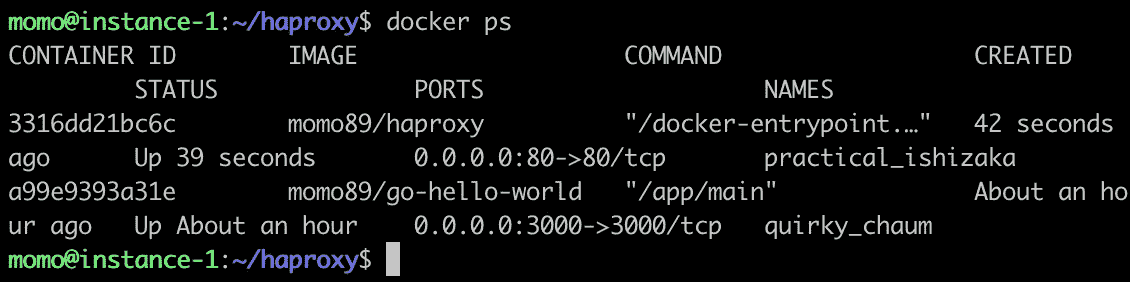 momo@instance-1:~/haproxy$ docker ps
CONTAINER ID        IMAGE                   COMMAND                  CREATED
         STATUS              PORTS                    NAMES
3316dd21bc6c        momo89/haproxy          "/docker-entrypoint.…"   42 seconds
ago      Up 39 seconds       0.0.0.0:80->80/tcp       practical_ishizaka
a99e9393a31e        momo89/go-hello-world   "/app/main"              About an ho
ur ago   Up About an hour    0.0.0.0:3000->3000/tcp   quirky_chaum
momo@instance-1:~/haproxy$